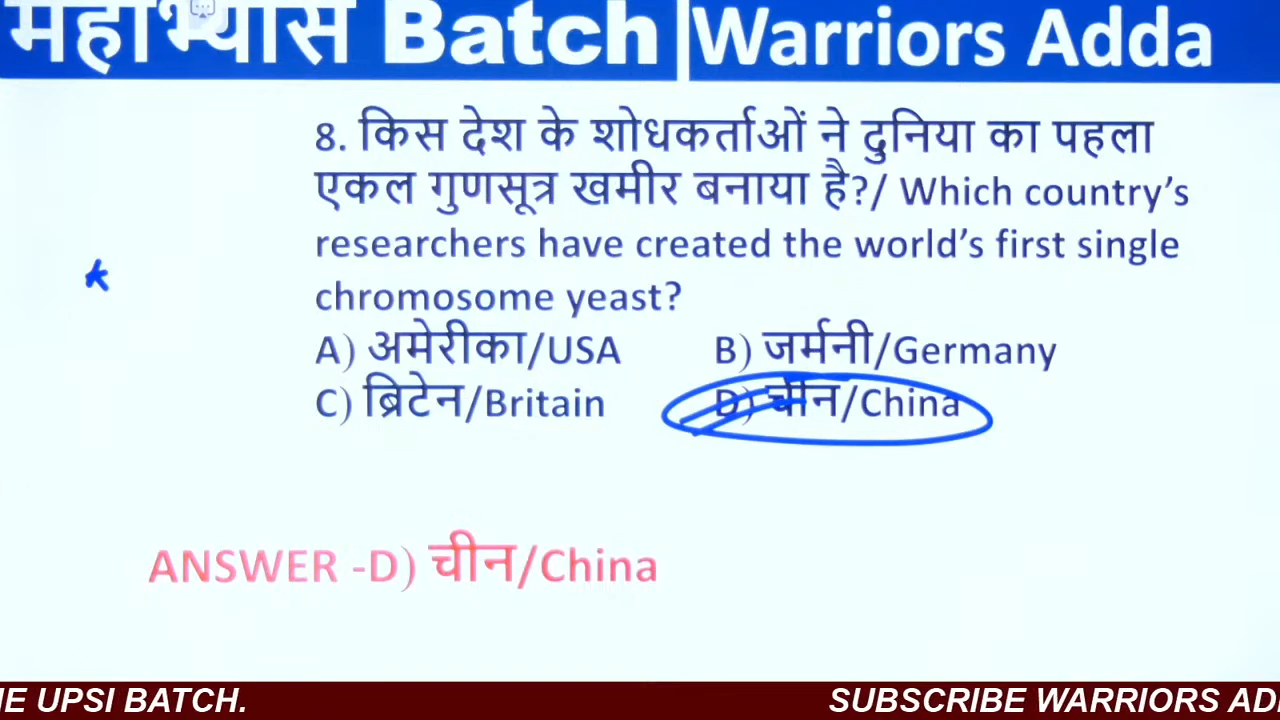 महाभ्यास Batch Warriors Adda
8. किस देश के शोधकर्ताओं ने दुनिया का पहला
एकल गुणसूत्र खमीर बनाया है?/ Which country's
researchers have created the world's first single
chromosome yeast?
A) अमेरीका/USA B) जर्मनी/Germany
C) ब्रिटेन/Britain D) चीन/China
ANSWER -D) चीन/China
UPSI BATCH. SUBSCRIBE WARRIORS